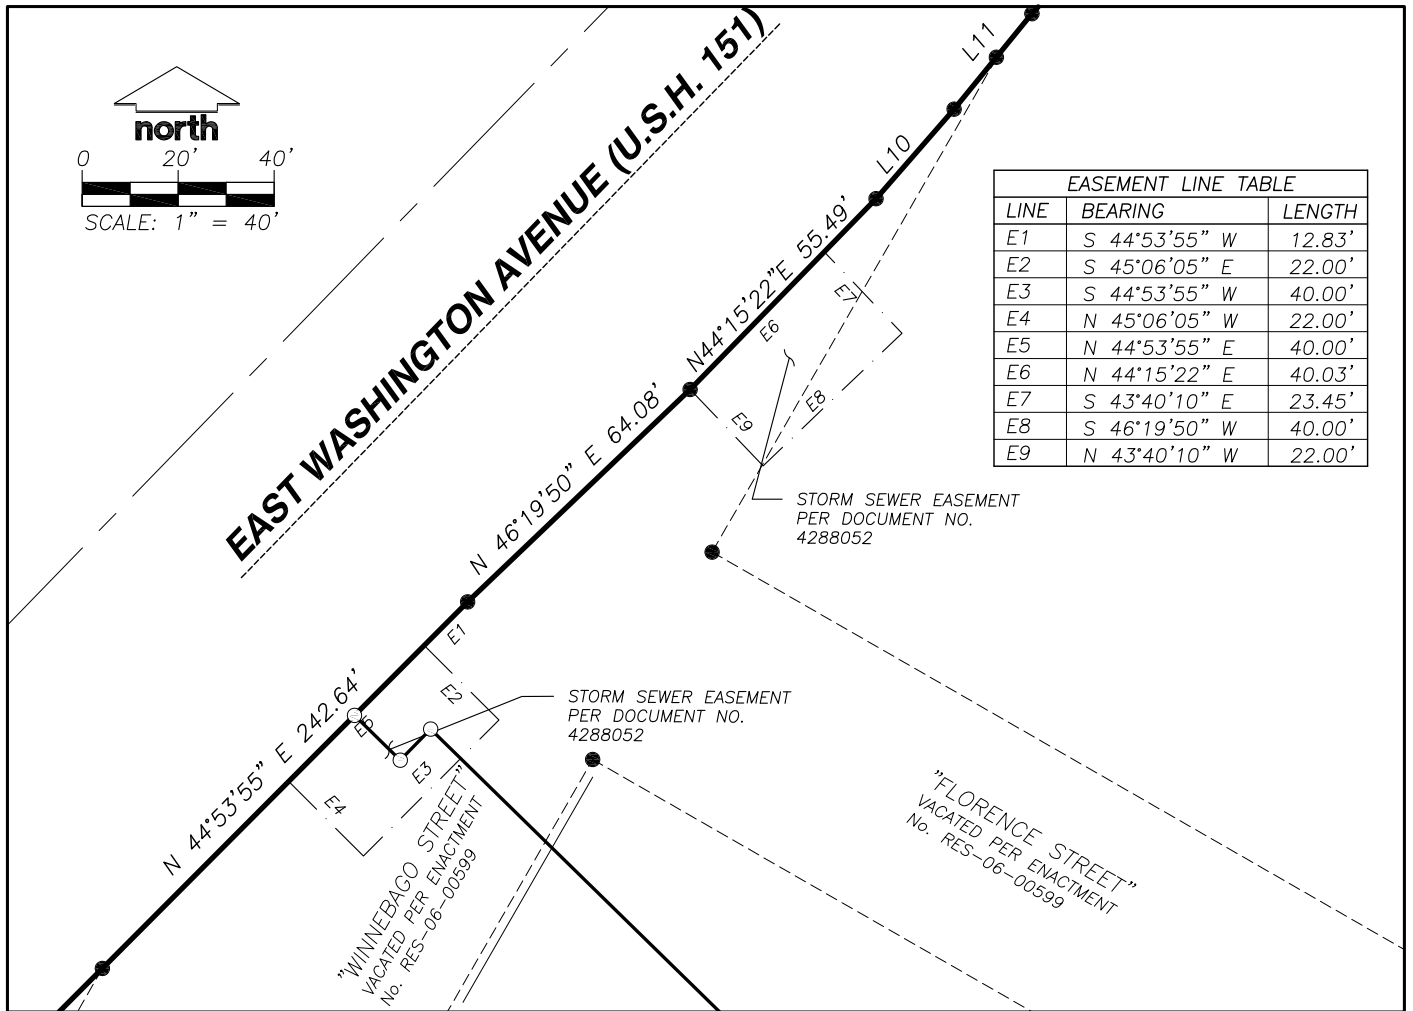 north
0 20' 40'
SCALE: 1" = 40'
EAST WASHINGTON AVENUE (U.S.H. 151)
L11
L10
N44°15'22"E 55.49'
E7
E6
E8
E9
N 46°19'50" E 64.08'
EASEMENT LINE TABLE
LINE BEARING LENGTH
E1 S 44°53'55" W 12.83'
E2 S 45°06'05" E 22.00'
E3 S 44°53'55" W 40.00'
E4 N 45°06'05" W 22.00'
E5 N 44°53'55" E 40.00'
E6 N 44°15'22" E 40.03'
E7 S 43°40'10" E 23.45'
E8 S 46°19'50" W 40.00'
E9 N 43°40'10" W 22.00'
STORM SEWER EASEMENT
PER DOCUMENT NO.
4288052
E1
E2
E5
E3
E4
N 44°53'55" E 242.64'
STORM SEWER EASEMENT
PER DOCUMENT NO.
4288052
"WINNEBAGO STREET"
VACATED PER ENACTMENT
No. RES-06-00599
"FLORENCE STREET"
VACATED PER ENACTMENT
No. RES-06-00599